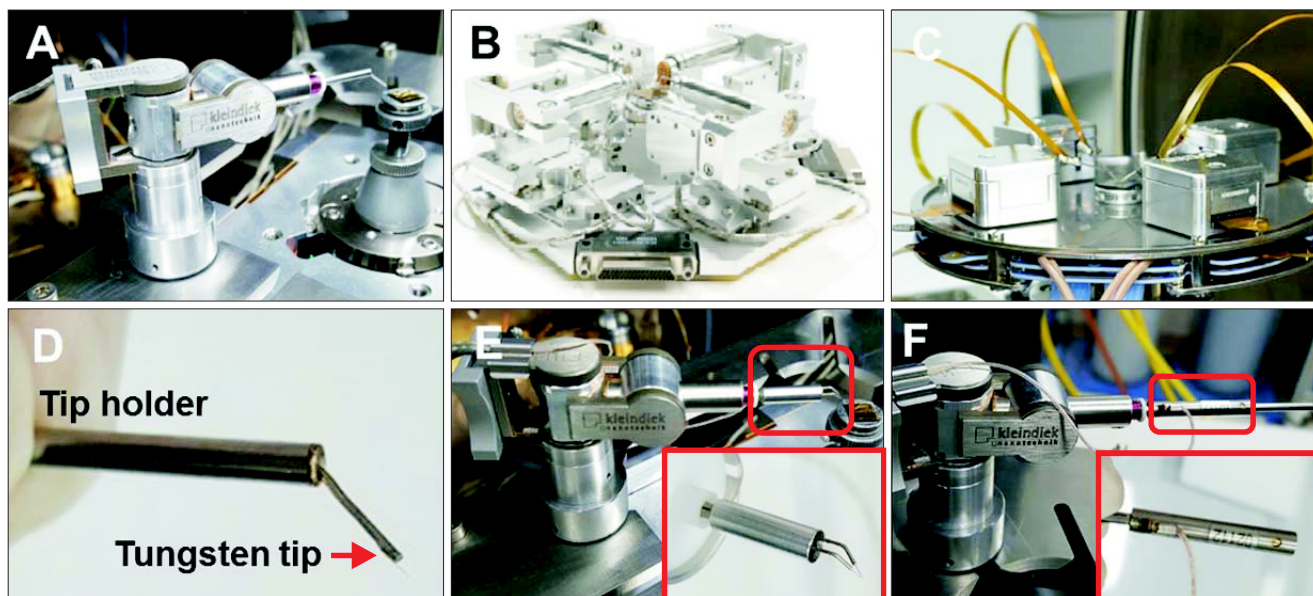 A
kleindiek
nanotechnik
B
C
D
Tip holder
Tungsten tip
E
kleindiek
nanotechnik
F
kleindiek
nanotechnik